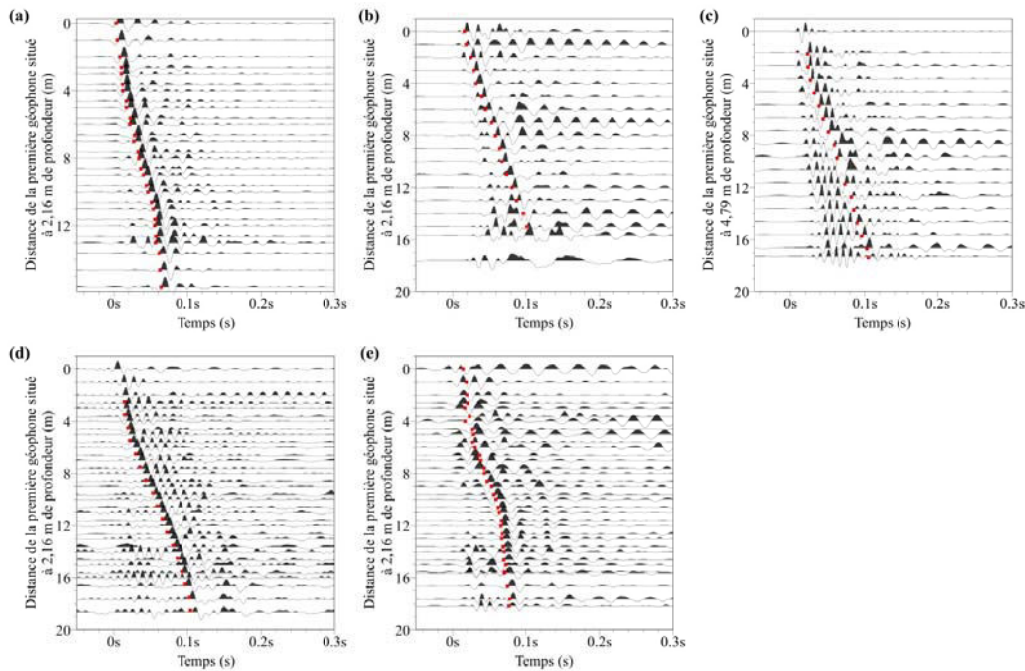 (a)
Distance de la première géophone situé
à 2,16 m de profondeur (m)
0
4
8
12
0s
0.1s
0.2s
0.3s
Temps (s)
(b)
Distance de la première géophone situé
à 2,16 m de profondeur (m)
0
4
8
12
16
20
0s
0.1s
0.2s
0.3s
Temps (s)
(c)
Distance de la première géophone situé
à 4,79 m de profondeur (m)
0
4
8
12
16
20
0s
0.1s
0.2s
0.3s
Temps (s)
(d)
Distance de la première géophone situé
à 2,16 m de profondeur (m)
0
4
8
12
16
20
0s
0.1s
0.2s
0.3s
Temps (s)
(e)
Distance de la première géophone situé
à 2,16 m de profondeur (m)
0
4
8
12
16
20
0s
0.1s
0.2s
0.3s
Temps (s)